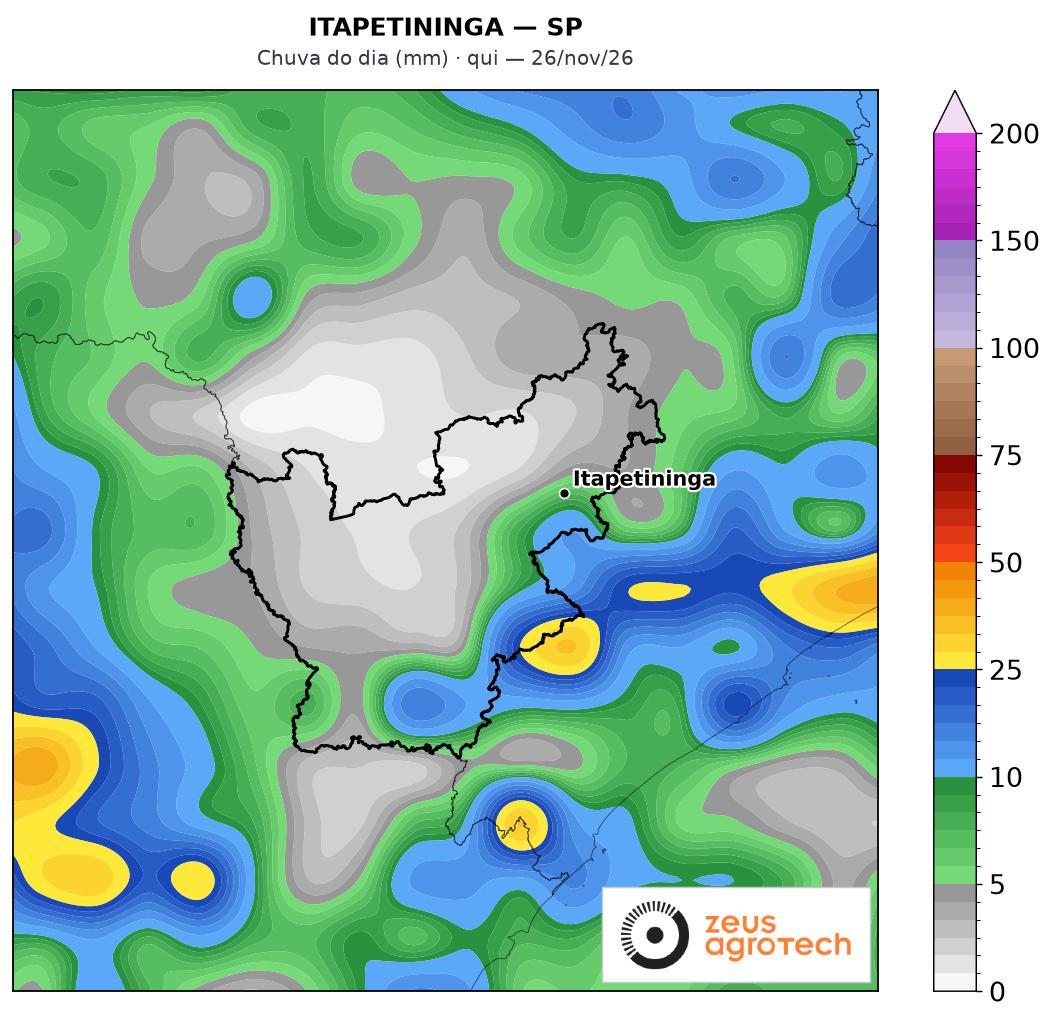 ITAPETININGA — SP
Chuva do dia (mm) · qui — 26/nov/26
200
150
100
75
50
25
10
5
0
Itapetininga
zeus
agroTech